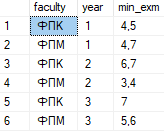 faculty year min_exm
1 ФПК 1 4,7
2 ФПМ 1 4,7
3 ФПК 2 6,7
4 ФПМ 2 3,4
5 ФПК 3 7
6 ФПМ 3 5,6